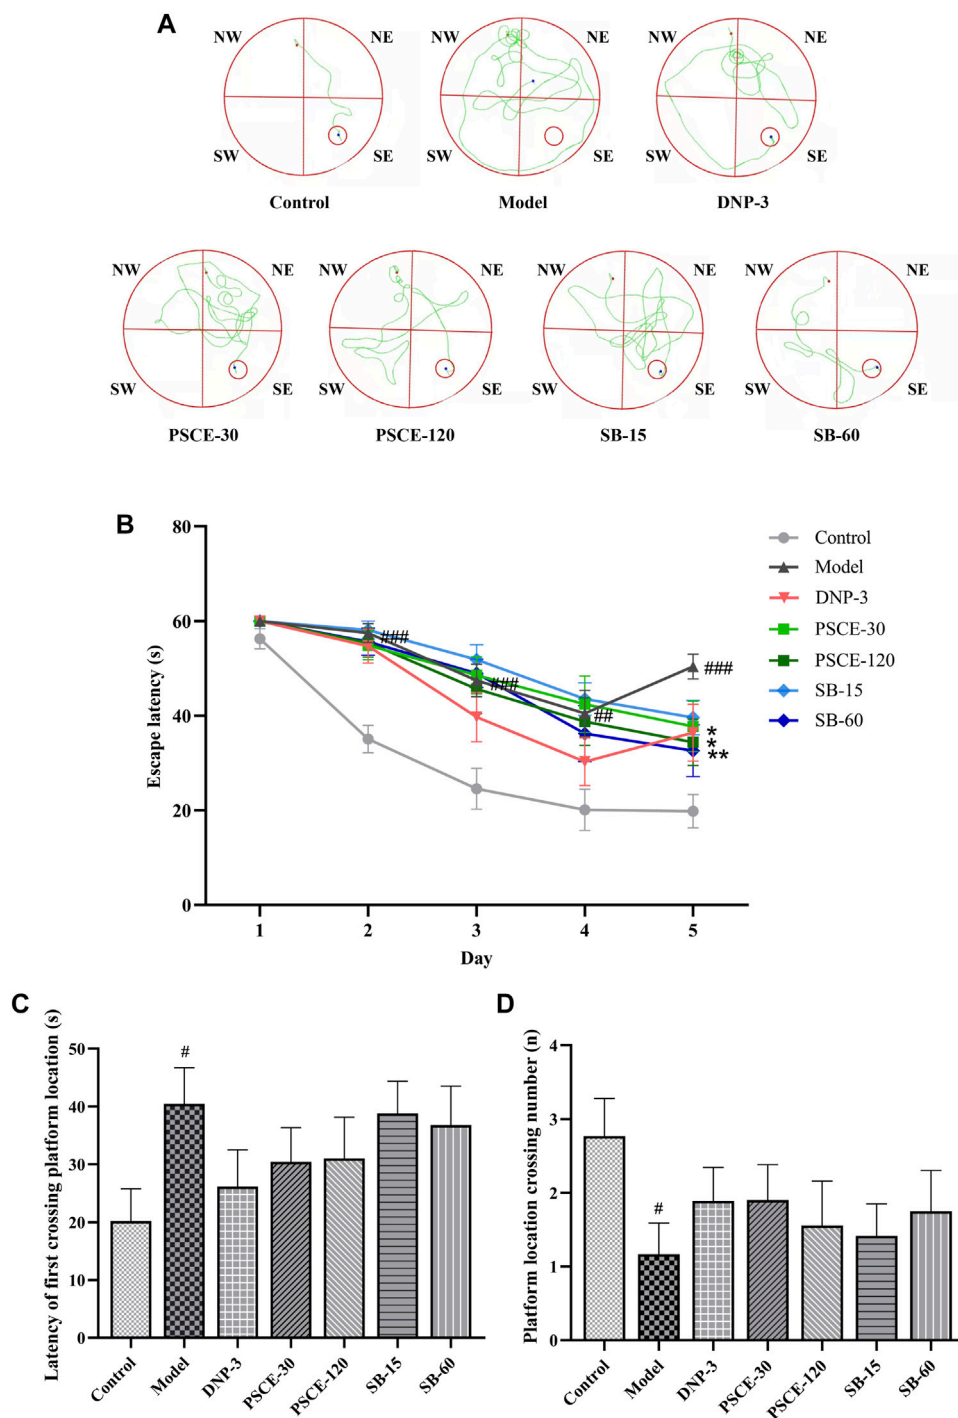 A
NW NE NW NE NW NE
SW SE SW SE SW SE
Control Model DNP-3
NW NE NW NE NW NE NW NE
SW SE SW SE SW SE SW SE
PSCE-30 PSCE-120 SB-15 SB-60
B
Escape latency (s)
80
60
40
20
0
1 2 3 4 5
Day
###
###
##
###
*
*
**
Control
Model
DNP-3
PSCE-30
PSCE-120
SB-15
SB-60
C
Latency of first crossing platform location (s)
50
40
30
20
10
0
#
Control Model DNP-3 PSCE-30 PSCE-120 SB-15 SB-60
D
Platform location crossing number (n)
4
3
2
1
0
#
Control Model DNP-3 PSCE-30 PSCE-120 SB-15 SB-60